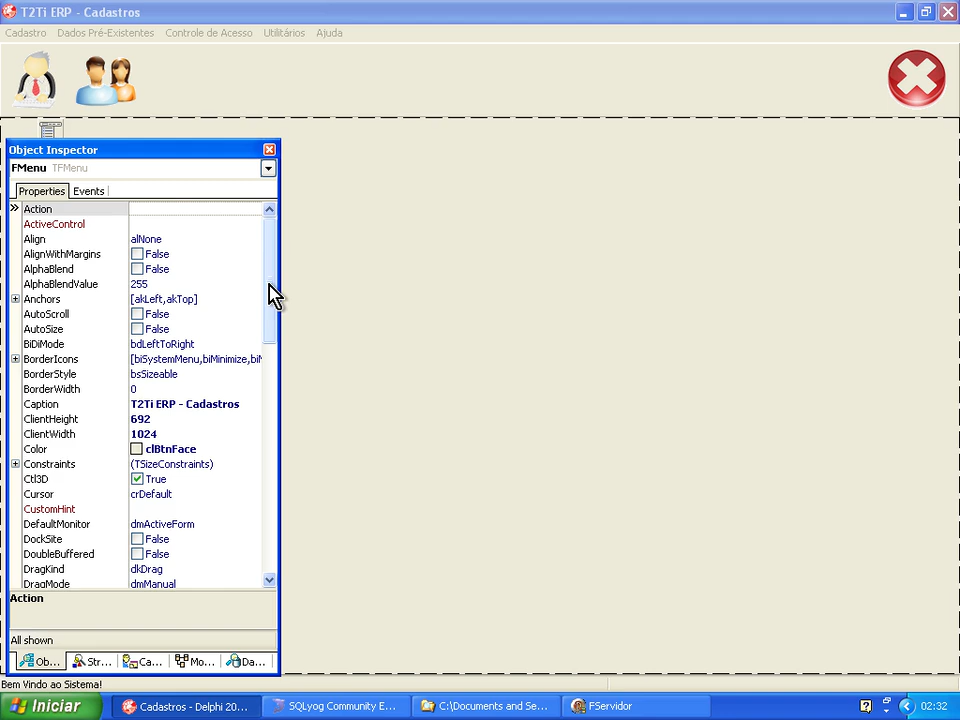 T2Ti ERP - Cadastros
Cadastro Dados Pré-Existentes Controle de Acesso Utilitários Ajuda
Object Inspector
FMenu TFMenu
Properties Events
Action
ActiveControl
Align alNone
AlignWithMargins False
AlphaBlend False
AlphaBlendValue 255
Anchors [akLeft,akTop]
AutoScroll False
AutoSize False
BiDiMode bdLeftToRight
BorderIcons [biSystemMenu,biMinimize,biM
BorderStyle bsSizeable
BorderWidth 0
Caption T2Ti ERP - Cadastros
ClientHeight 692
ClientWidth 1024
Color clBtnFace
Constraints (TSizeConstraints)
Ctl3D True
Cursor crDefault
CustomHint
DefaultMonitor dmActiveForm
DockSite False
DoubleBuffered False
DragKind dkDrag
DragMode dmManual
Action
All shown
Ob... Str... Ca... Mo... Da...
Bem Vindo ao Sistema!
Iniciar Cadastros - Delphi 20... SQLyog Community E... C:\Documents and Se... FServidor 02:32